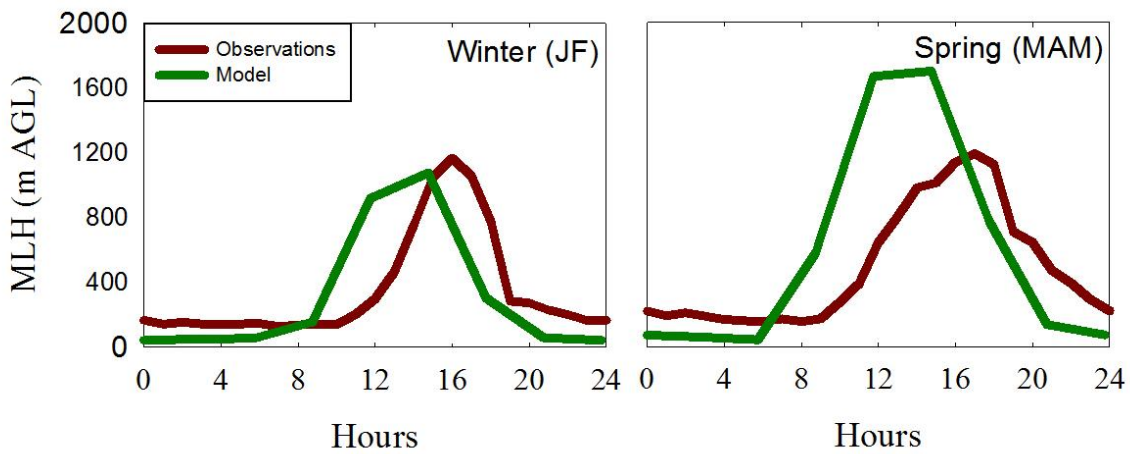 MLH (m AGL)
2000
1600
1200
800
400
0
Observations
Model
Winter (JF)
Spring (MAM)
0 4 8 12 16 20 24
0 4 8 12 16 20 24
Hours
Hours